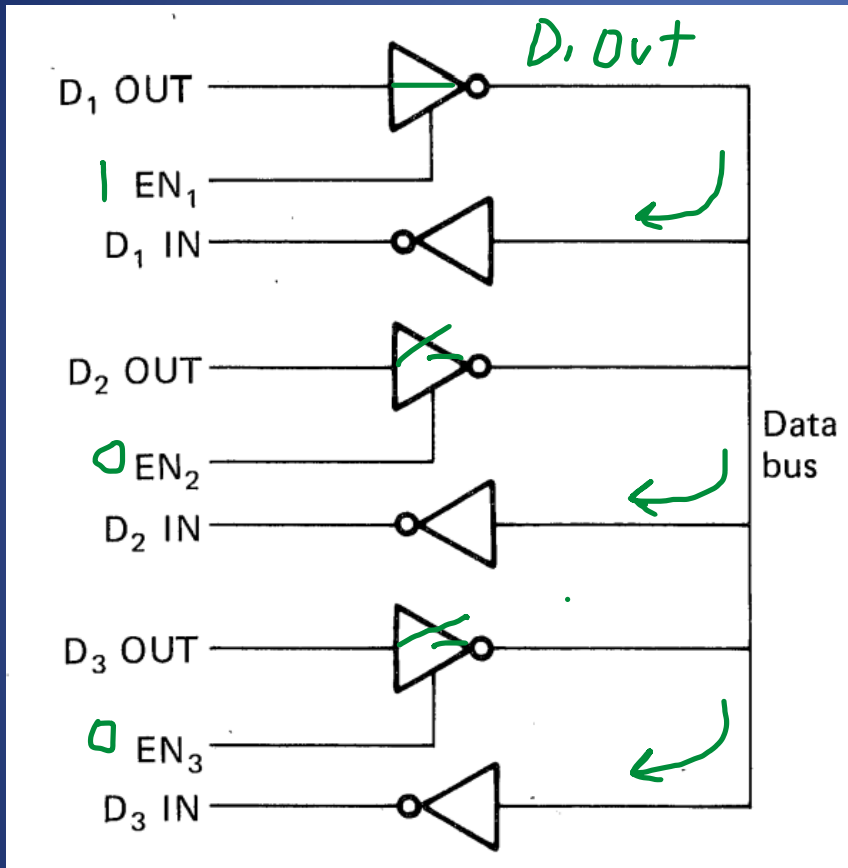 D₁ OUT
D₁ OUT
1 EN₁
D₁ IN
D₂ OUT
Data
bus
0 EN₂
D₂ IN
D₃ OUT
0 EN₃
D₃ IN